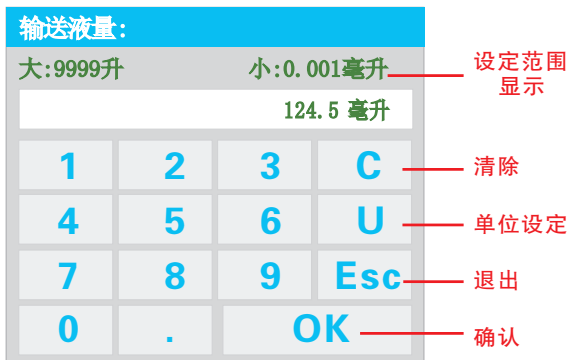 输送液量:
大:9999升 小:0.001毫升 设定范围
显示
124.5 毫升
1 2 3 C 清除
4 5 6 U 单位设定
7 8 9 Esc 退出
0 . OK 确认